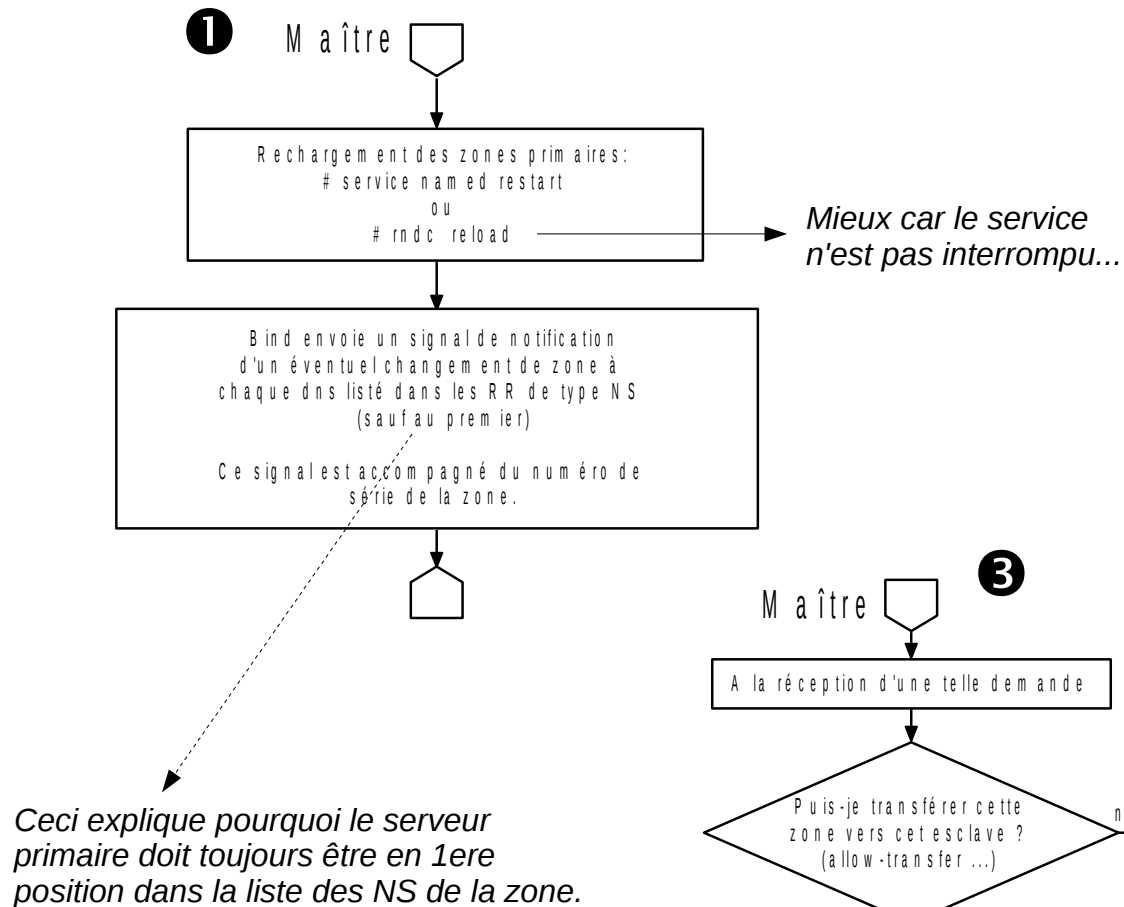 ❶ Maître
Rechargement des zones primaires:
# service named restart
ou
# rndc reload
Mieux car le service
n'est pas interrompu...
Bind envoie un signal de notification
d'un éventuel changement de zone à
chaque dns listé dans les RR de type NS
(sauf au premier)
Ce signal est accompagné du numéro de
série de la zone.
Ceci explique pourquoi le serveur
primaire doit toujours être en 1ere
position dans la liste des NS de la zone.
❸
Maître
A la réception d'une telle demande
Puis-je transférer cette
zone vers cet esclave ?
(allow-transfer ...)
n